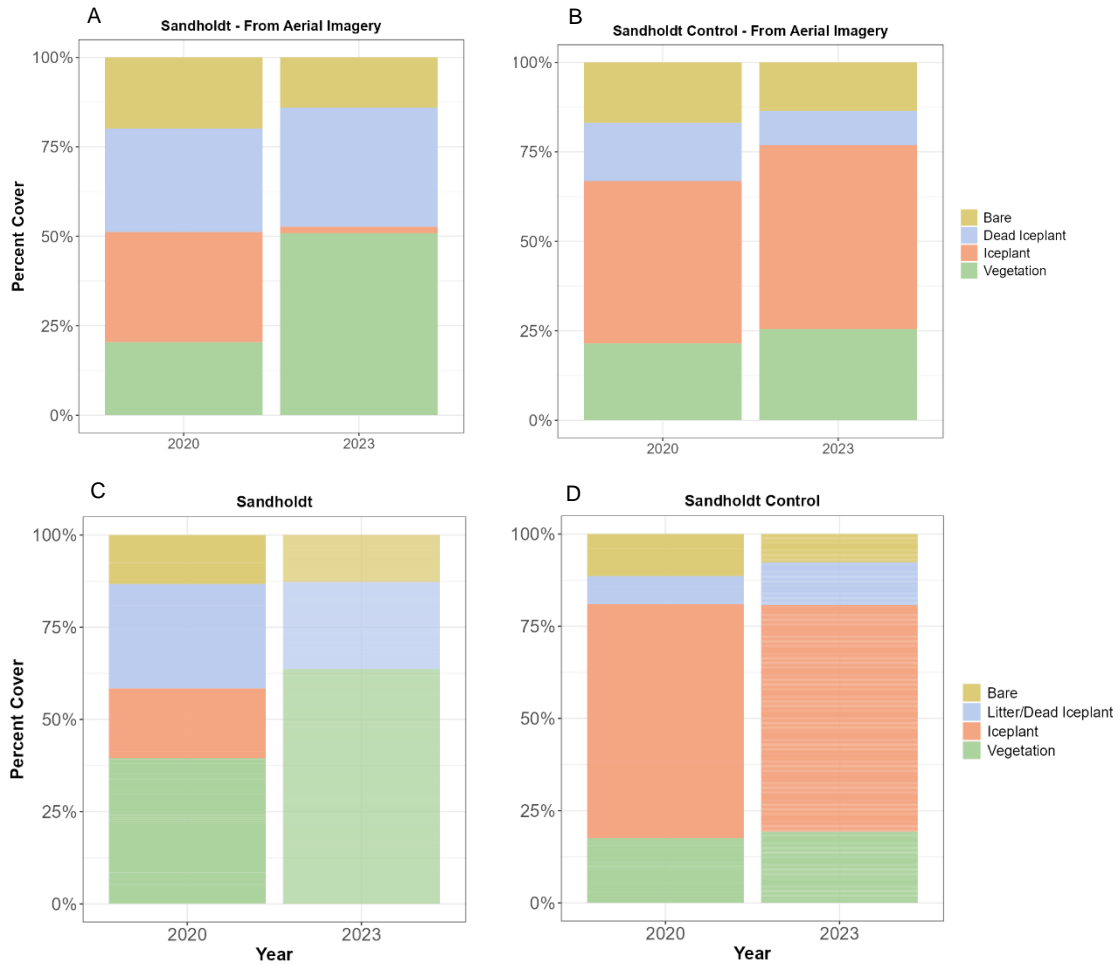 A
Sandholdt - From Aerial Imagery
100%
75%
50%
25%
0%
Percent Cover
2020
2023
B
Sandholdt Control - From Aerial Imagery
100%
75%
50%
25%
0%
2020
2023
Bare
Dead Iceplant
Iceplant
Vegetation
C
Sandholdt
100%
75%
50%
25%
0%
Percent Cover
2020
2023
Year
D
Sandholdt Control
100%
75%
50%
25%
0%
2020
2023
Year
Bare
Litter/Dead Iceplant
Iceplant
Vegetation